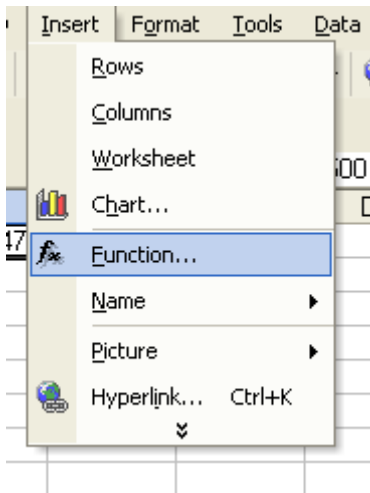 Insert Format Tools Data
Rows
Columns
Worksheet
Chart...
Function...
Name
Picture
Hyperlink... Ctrl+K